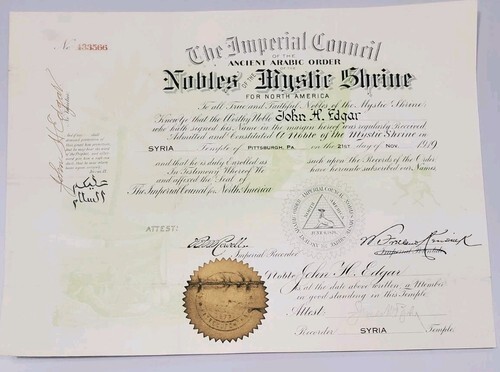 No. 433566
The Imperial Council
OF THE
ANCIENT ARABIC ORDER
OF THE
Nobles OF THE Mystic Shrine
FOR NORTH AMERICA
To all True and Faithful Nobles of the Mystic Shrine:
Know ye that the Worthy Noble John H. Edgar
who hath signed his Name in the margin hereof was regularly Received
Admitted and Constituted A Noble of the Mystic Shrine in
SYRIA Temple of PITTSBURGH, PA. on the 21st day of Nov. 1919
and that he is duly Enrolled as such upon the Records of the Order
In Testimony Whereof We have hereunto subscribed our Names
and affixed the Seal of
The Imperial Council for North America
John H. Edgar
ATTEST:
Imperial Recorder
Imperial
Noble John H. Edgar
is at the date above written, a Member
in good standing in this Temple
Attest
Recorder SYRIA Temple.